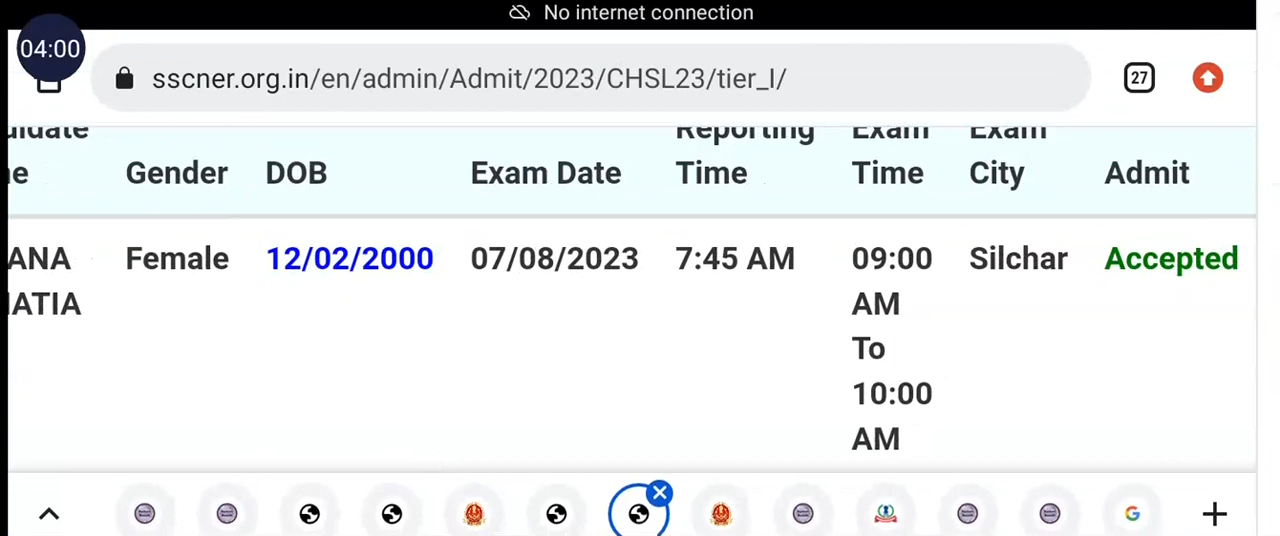 No internet connection
04:00
sscner.org.in/en/admin/Admit/2023/CHSL23/tier_I/
27
Reporting Exam Exam
Gender DOB Exam Date Time Time City Admit
ANA Female 12/02/2000 07/08/2023 7:45 AM 09:00 Silchar Accepted
ATIA AM
To
10:00
AM